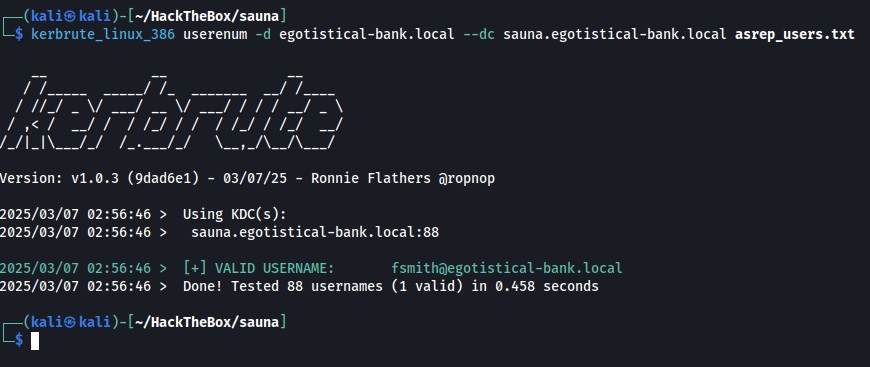 ┌──(kali㉿kali)-[~/HackTheBox/sauna]
└─$ kerbrute_linux_386 userenum -d egotistical-bank.local --dc sauna.egotistical-bank.local asrep_users.txt
    __             __               __
   / /_____  _____/ /_  _______  __/ /____
  / //_/ _ \/ ___/ __ \/ ___/ / / / __/ _ \
 / ,< /  __/ /  / /_/ / /  / /_/ / /_/  __/
/_/|_|\___/_/  /_.___/_/   \__,_/\__/\___/
Version: v1.0.3 (9dad6e1) - 03/07/25 - Ronnie Flathers @ropnop
2025/03/07 02:56:46 >  Using KDC(s):
2025/03/07 02:56:46 >   sauna.egotistical-bank.local:88
2025/03/07 02:56:46 >  [+] VALID USERNAME:       fsmith@egotistical-bank.local
2025/03/07 02:56:46 >  Done! Tested 88 usernames (1 valid) in 0.458 seconds
┌──(kali㉿kali)-[~/HackTheBox/sauna]
└─$